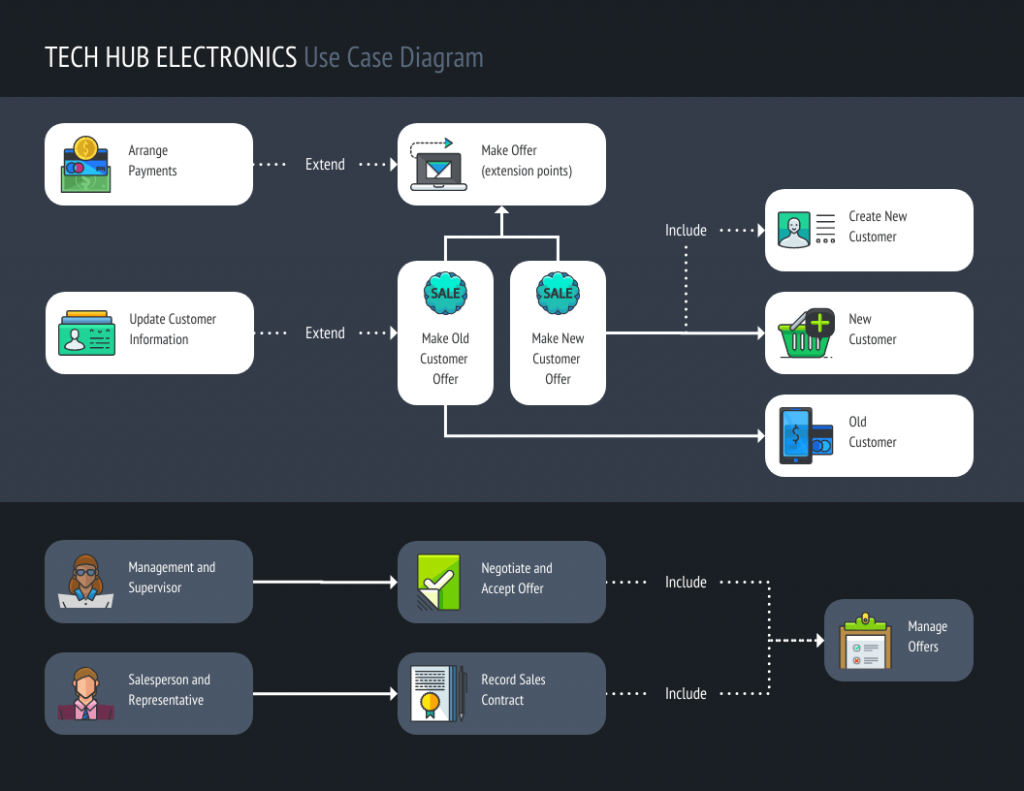 TECH HUB ELECTRONICS Use Case Diagram
Arrange
Payments
Extend
Make Offer
(extension points)
Include
Create New
Customer
Update Customer
Information
Extend
SALE
Make Old
Customer
Offer
SALE
Make New
Customer
Offer
New
Customer
Old
Customer
Management and
Supervisor
Negotiate and
Accept Offer
Include
Manage
Offers
Salesperson and
Representative
Record Sales
Contract
Include